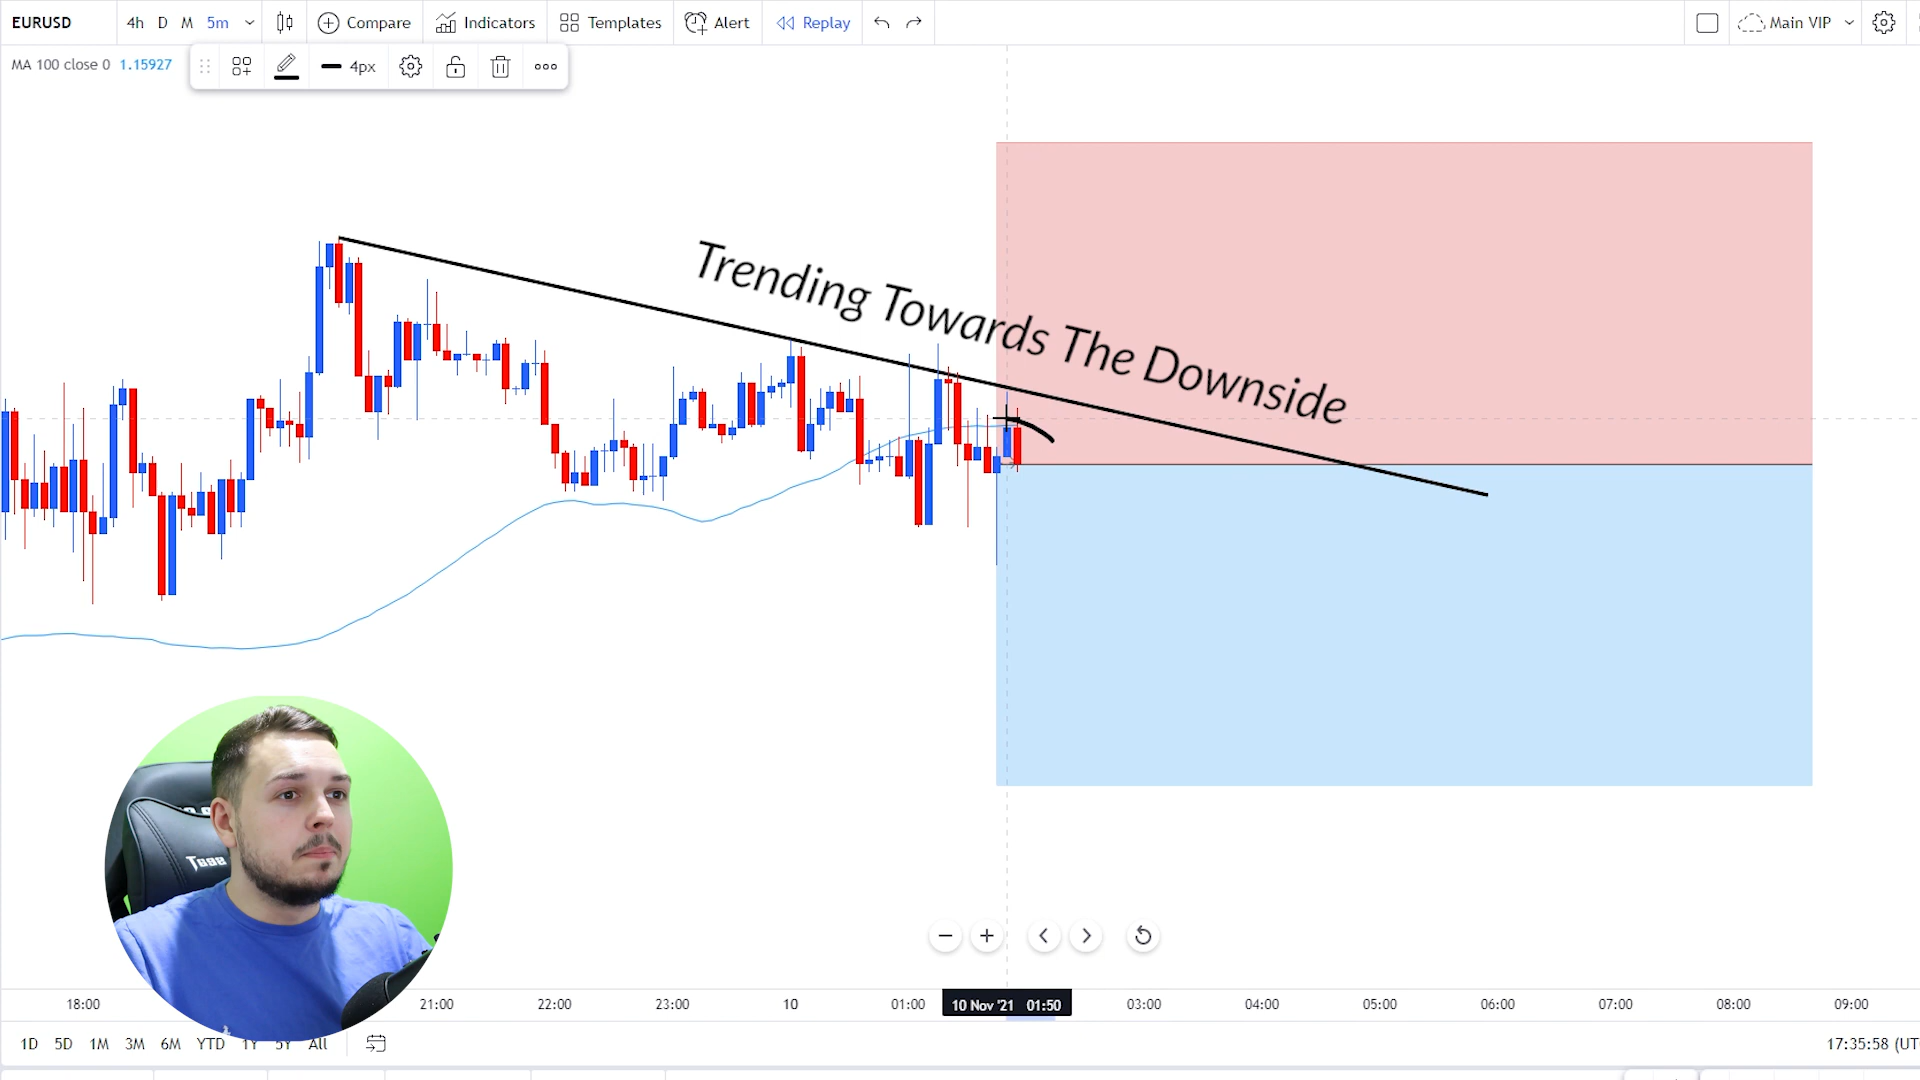 EURUSD 4h D M 5m Compare Indicators Templates Alert Replay Main VIP
MA 100 close 0 1.15927 4px
Trending Towards The Downside
18:00 21:00 22:00 23:00 10 01:00 10 Nov '21 01:50 03:00 04:00 05:00 06:00 07:00 08:00 09:00
1D 5D 1M 3M 6M YTD 1Y 5Y All 17:35:58 (UT